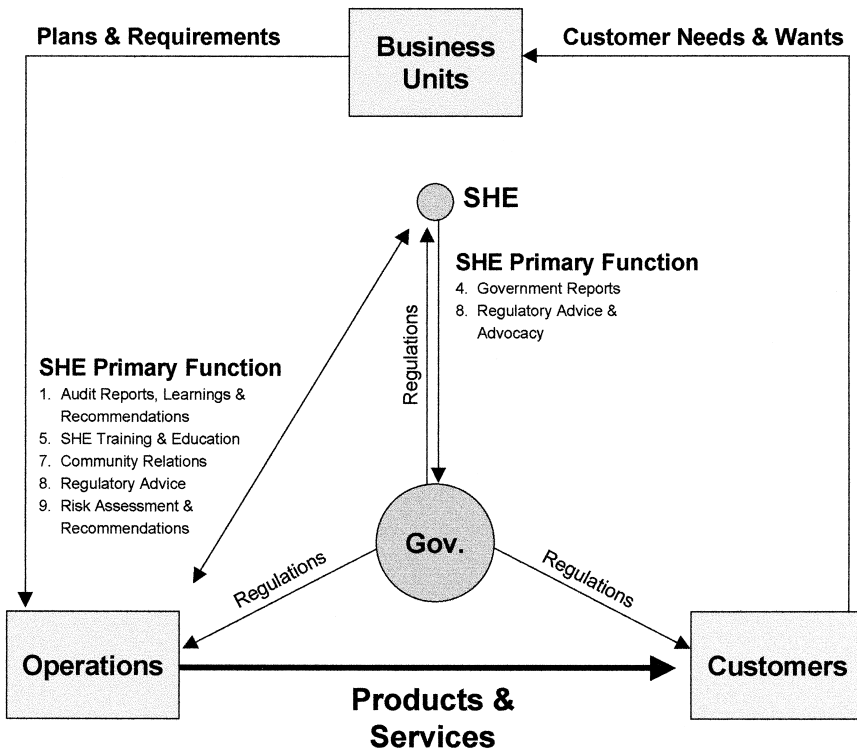 Plans & Requirements
Business
Units
Customer Needs & Wants
SHE
SHE Primary Function
4. Government Reports
8. Regulatory Advice &
Advocacy
Regulations
SHE Primary Function
1. Audit Reports, Learnings &
Recommendations
5. SHE Training & Education
7. Community Relations
8. Regulatory Advice
9. Risk Assessment &
Recommendations
Gov.
Regulations
Regulations
Operations
Customers
Products &
Services